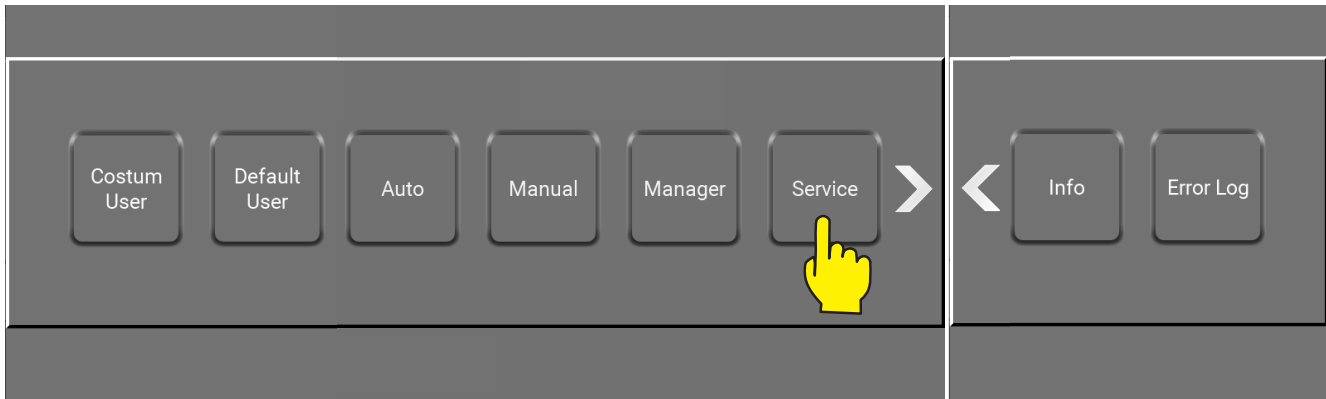 Costum
User
Default
User
Auto
Manual
Manager
Service
Info
Error Log